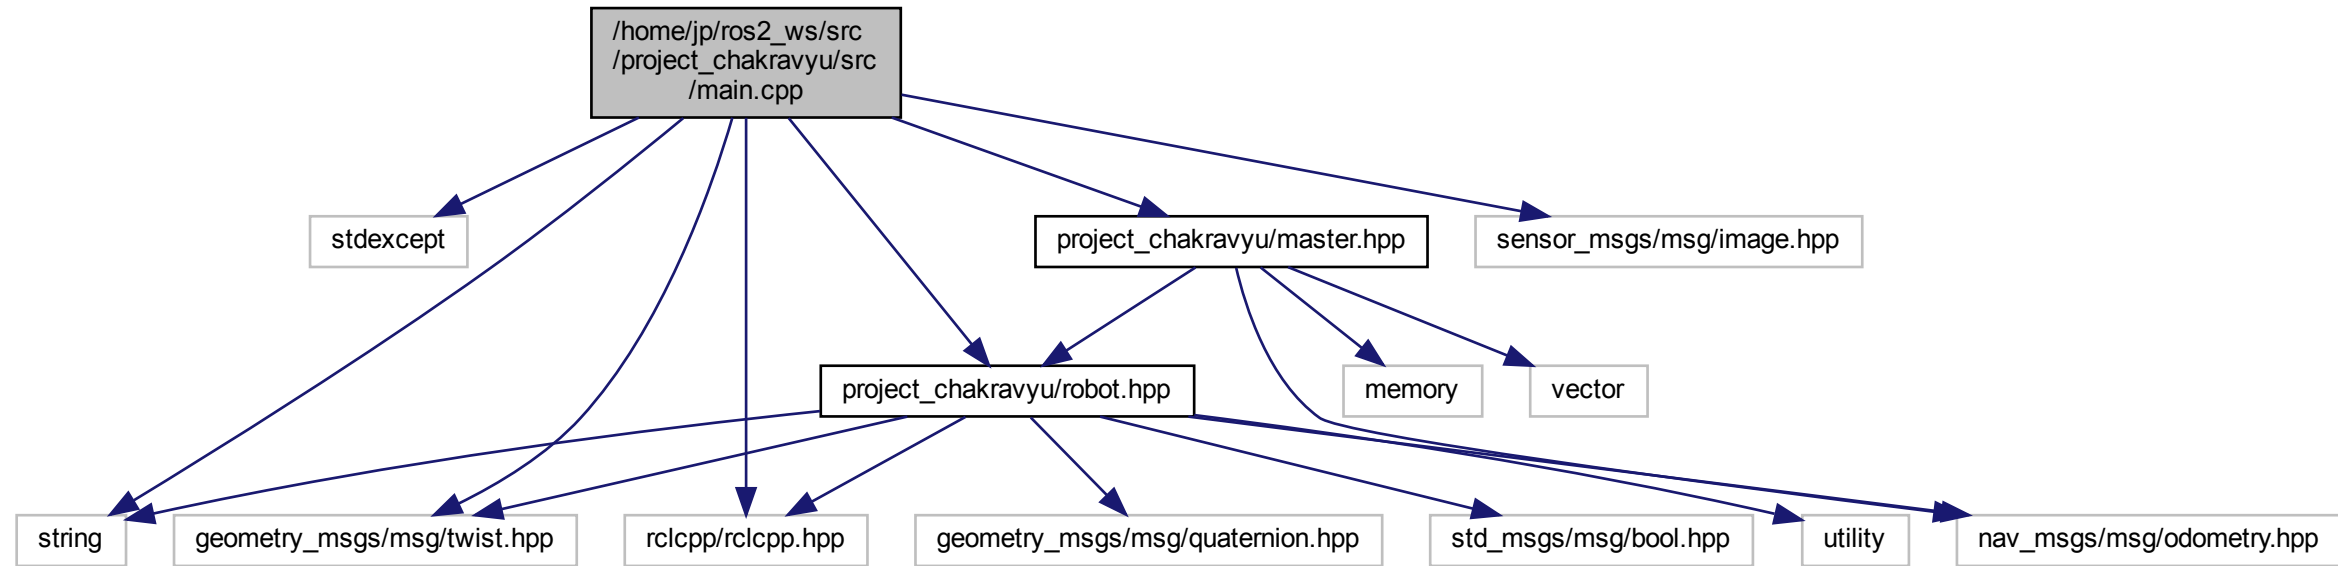 /home/jp/ros2_ws/src
/project_chakravyu/src
/main.cpp
stdexcept
project_chakravyu/master.hpp
sensor_msgs/msg/image.hpp
project_chakravyu/robot.hpp
memory
vector
string
geometry_msgs/msg/twist.hpp
rclcpp/rclcpp.hpp
geometry_msgs/msg/quaternion.hpp
std_msgs/msg/bool.hpp
utility
nav_msgs/msg/odometry.hpp